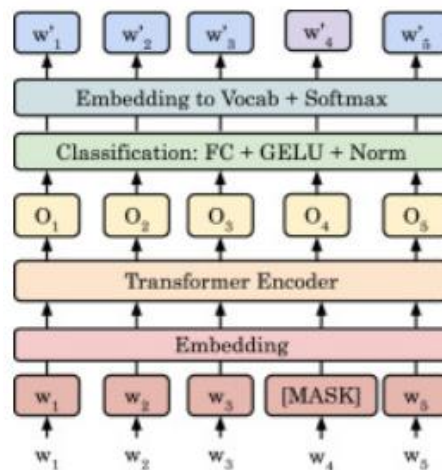 w'₁ w'₂ w'₃ w'₄ w'₅
Embedding to Vocab + Softmax
Classification: FC + GELU + Norm
O₁ O₂ O₃ O₄ O₅
Transformer Encoder
Embedding
w₁ w₂ w₃ [MASK] w₅
w₁ w₂ w₃ w₄ w₅